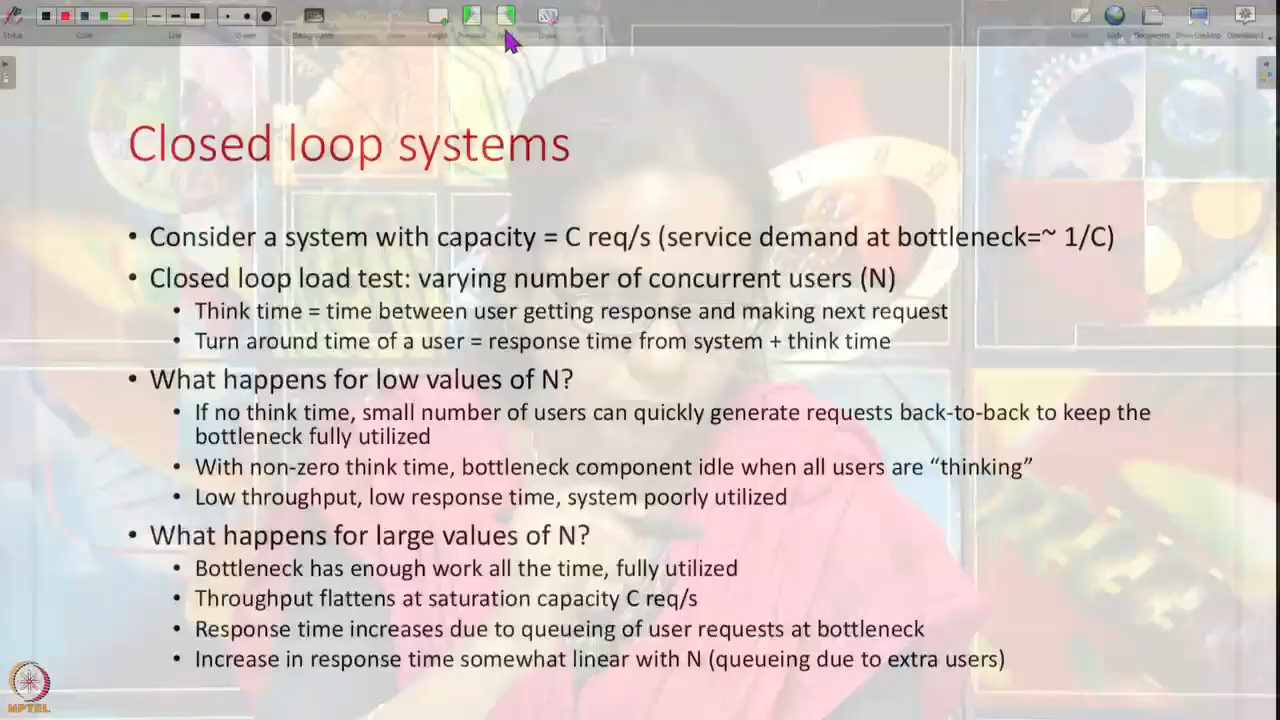 Closed loop systems
• Consider a system with capacity = C req/s (service demand at bottleneck=~ 1/C)
• Closed loop load test: varying number of concurrent users (N)
• Think time = time between user getting response and making next request
• Turn around time of a user = response time from system + think time
• What happens for low values of N?
• If no think time, small number of users can quickly generate requests back-to-back to keep the
bottleneck fully utilized
• With non-zero think time, bottleneck component idle when all users are “thinking”
• Low throughput, low response time, system poorly utilized
• What happens for large values of N?
• Bottleneck has enough work all the time, fully utilized
• Throughput flattens at saturation capacity C req/s
• Response time increases due to queueing of user requests at bottleneck
• Increase in response time somewhat linear with N (queueing due to extra users)
NPTEL